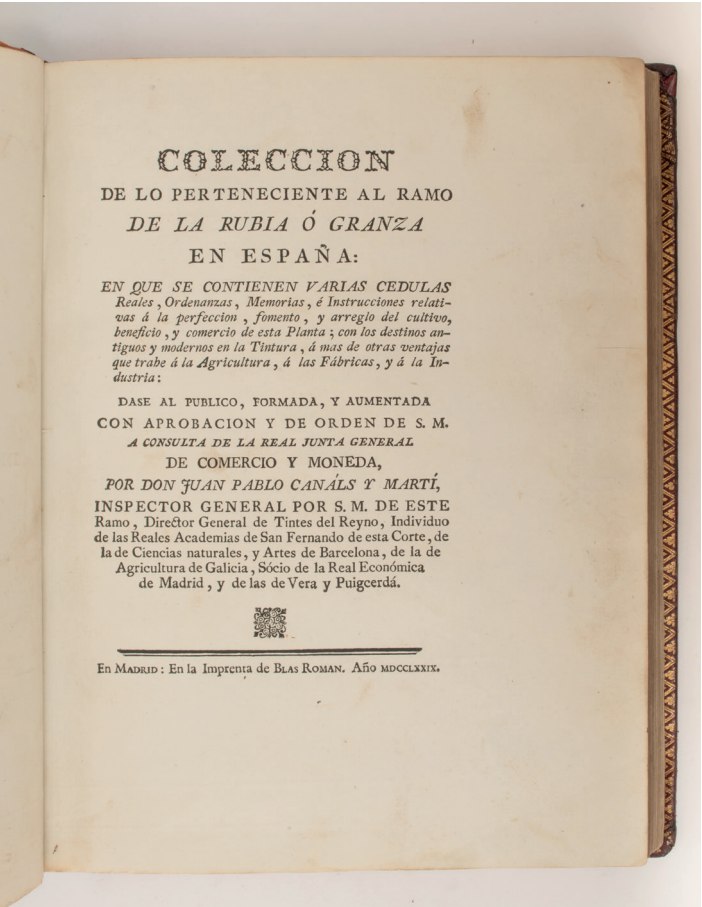 COLECCION
DE LO PERTENECIENTE AL RAMO
DE LA RUBIA Ó GRANZA
EN ESPAÑA:
EN QUE SE CONTIENEN VARIAS CEDULAS
Reales, Ordenanzas, Memorias, é Instrucciones relati-
vas á la perfeccion, fomento, y arreglo del cultivo,
beneficio, y comercio de esta Planta; con los destinos an-
tiguos y modernos en la Tintura, á mas de otras ventajas
que trahe á la Agricultura, á las Fábricas, y á la In-
dustria:
DASE AL PUBLICO, FORMADA, Y AUMENTADA
CON APROBACION Y DE ORDEN DE S. M.
A CONSULTA DE LA REAL JUNTA GENERAL
DE COMERCIO Y MONEDA,
POR DON JUAN PABLO CANÁLS Y MARTÍ,
INSPECTOR GENERAL POR S. M. DE ESTE
Ramo, Director General de Tintes del Reyno, Individuo
de las Reales Academias de San Fernando de esta Corte, de
la de Ciencias naturales, y Artes de Barcelona, de la de
Agricultura de Galicia, Sócio de la Real Económica
de Madrid, y de las de Vera y Puigcerdá.
En MADRID: En la Imprenta de BLAS ROMAN. Año MDCCLXXIX.